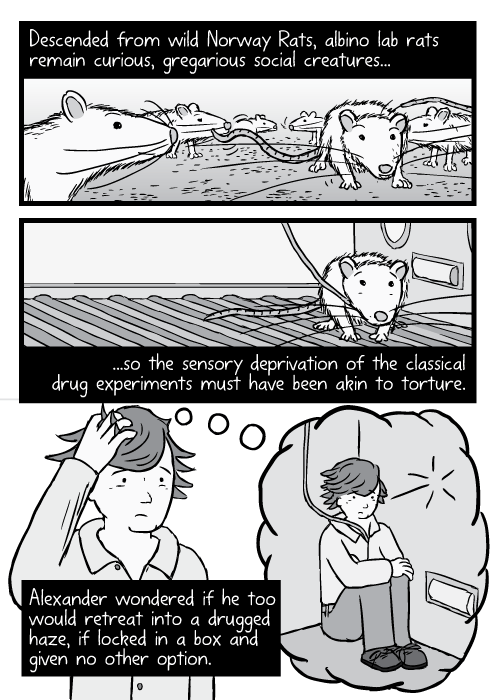 Descended from wild Norway Rats, albino lab rats
remain curious, gregarious social creatures...
...so the sensory deprivation of the classical
drug experiments must have been akin to torture.
Alexander wondered if he too
would retreat into a drugged
haze, if locked in a box and
given no other option.